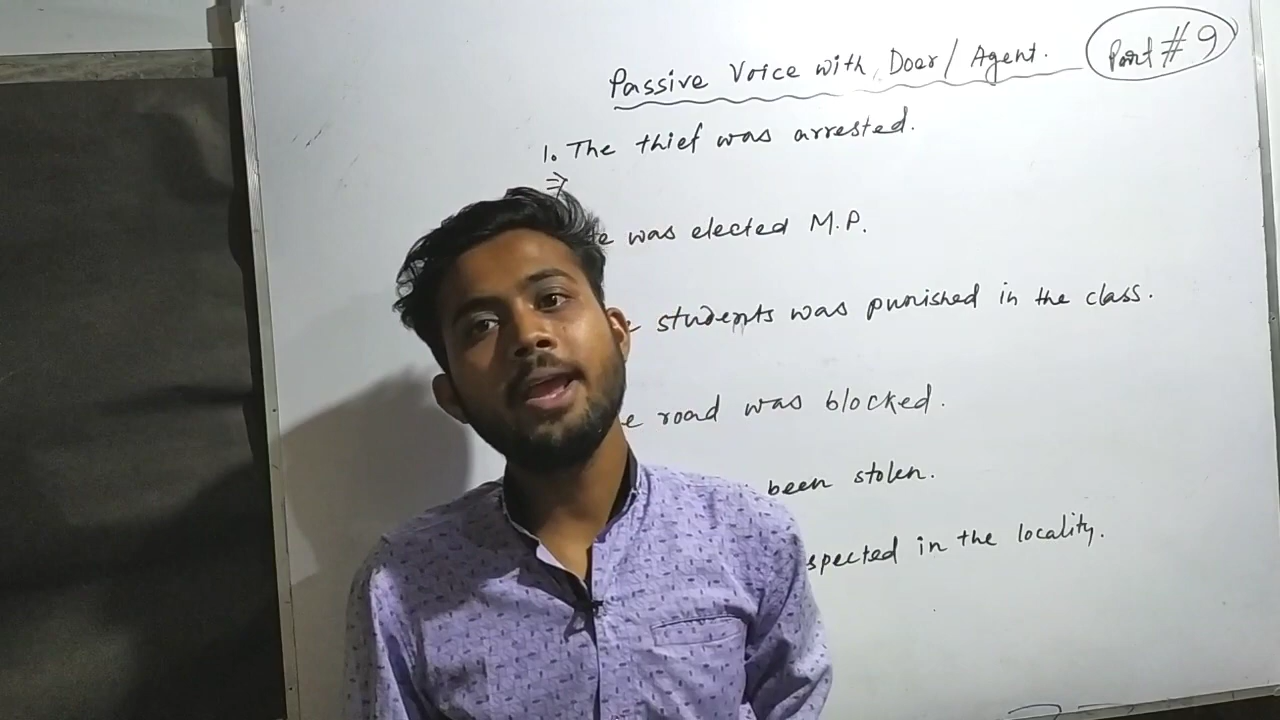 Passive Voice with Doer/Agent.
Part #9
1. The thief was arrested.
⇒
was elected M.P.
students was punished in the class.
road was blocked.
been stolen.
in the locality.